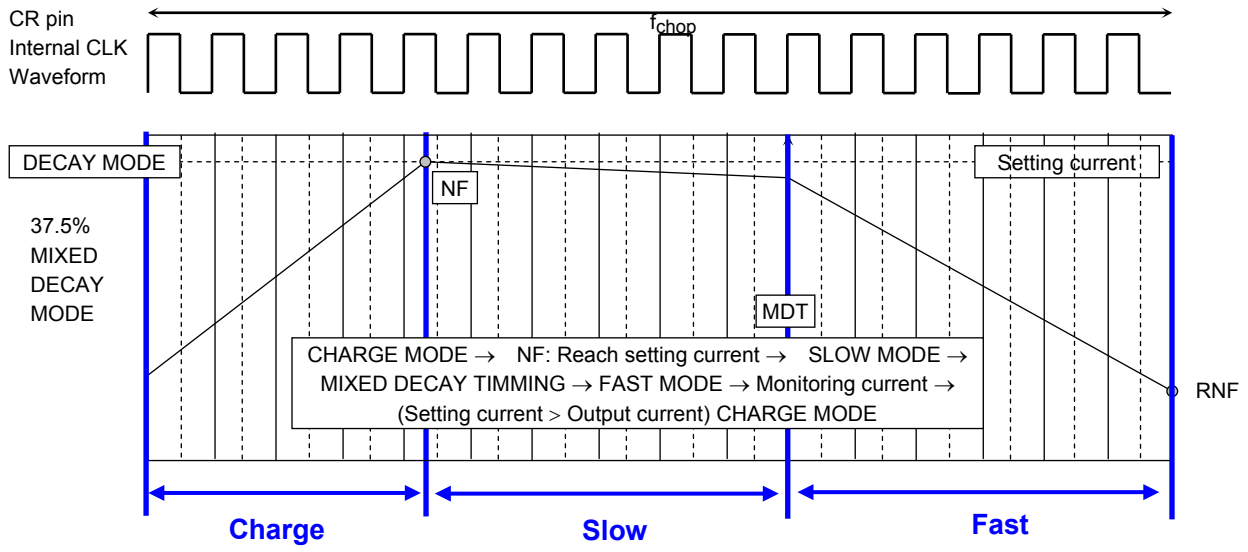 CR pin
Internal CLK
Waveform
fchop
DECAY MODE
Setting current
NF
37.5%
MIXED
DECAY
MODE
MDT
CHARGE MODE → NF: Reach setting current → SLOW MODE →
MIXED DECAY TIMMING → FAST MODE → Monitoring current →
(Setting current > Output current) CHARGE MODE
RNF
Charge
Slow
Fast